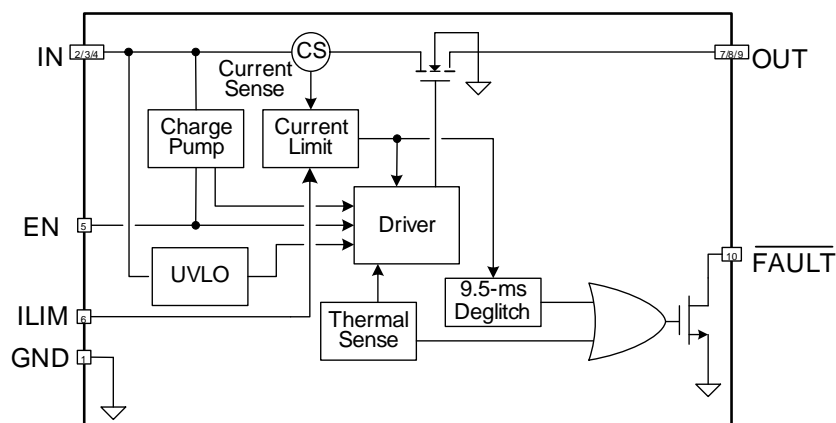 IN
2/3/4
CS
7/8/9
OUT
Current
Sense
Charge
Pump
Current
Limit
EN
5
Driver
UVLO
10
FAULT
9.5-ms
Deglitch
ILIM
6
Thermal
Sense
GND
1